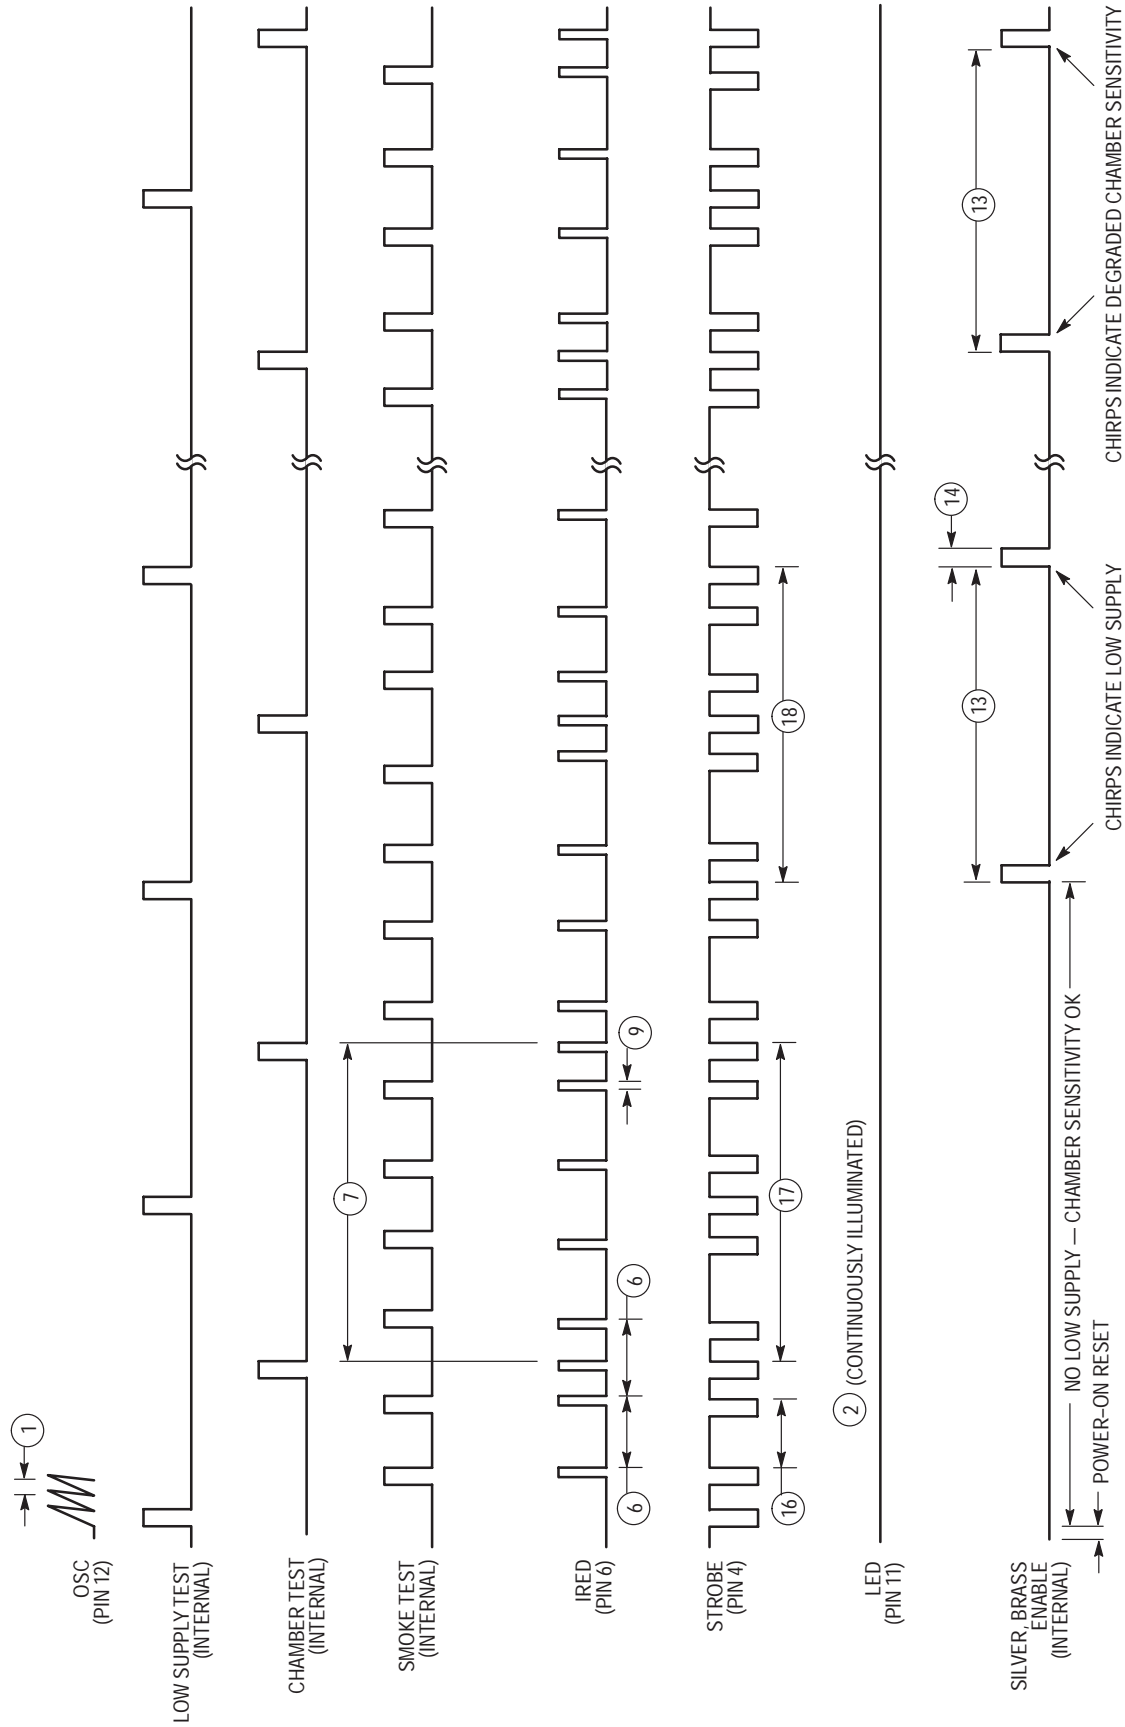 OSC
(PIN 12)
1
LOW SUPPLY TEST
(INTERNAL)
CHAMBER TEST
(INTERNAL)
7
SMOKE TEST
(INTERNAL)
IRED
(PIN 6)
6
6
9
STROBE
(PIN 4)
16
17
18
LED
(PIN 11)
2 (CONTINUOUSLY ILLUMINATED)
SILVER, BRASS
ENABLE
(INTERNAL)
13
14
13
NO LOW SUPPLY — CHAMBER SENSITIVITY OK
POWER–ON RESET
CHIRPS INDICATE LOW SUPPLY
CHIRPS INDICATE DEGRADED CHAMBER SENSITIVITY